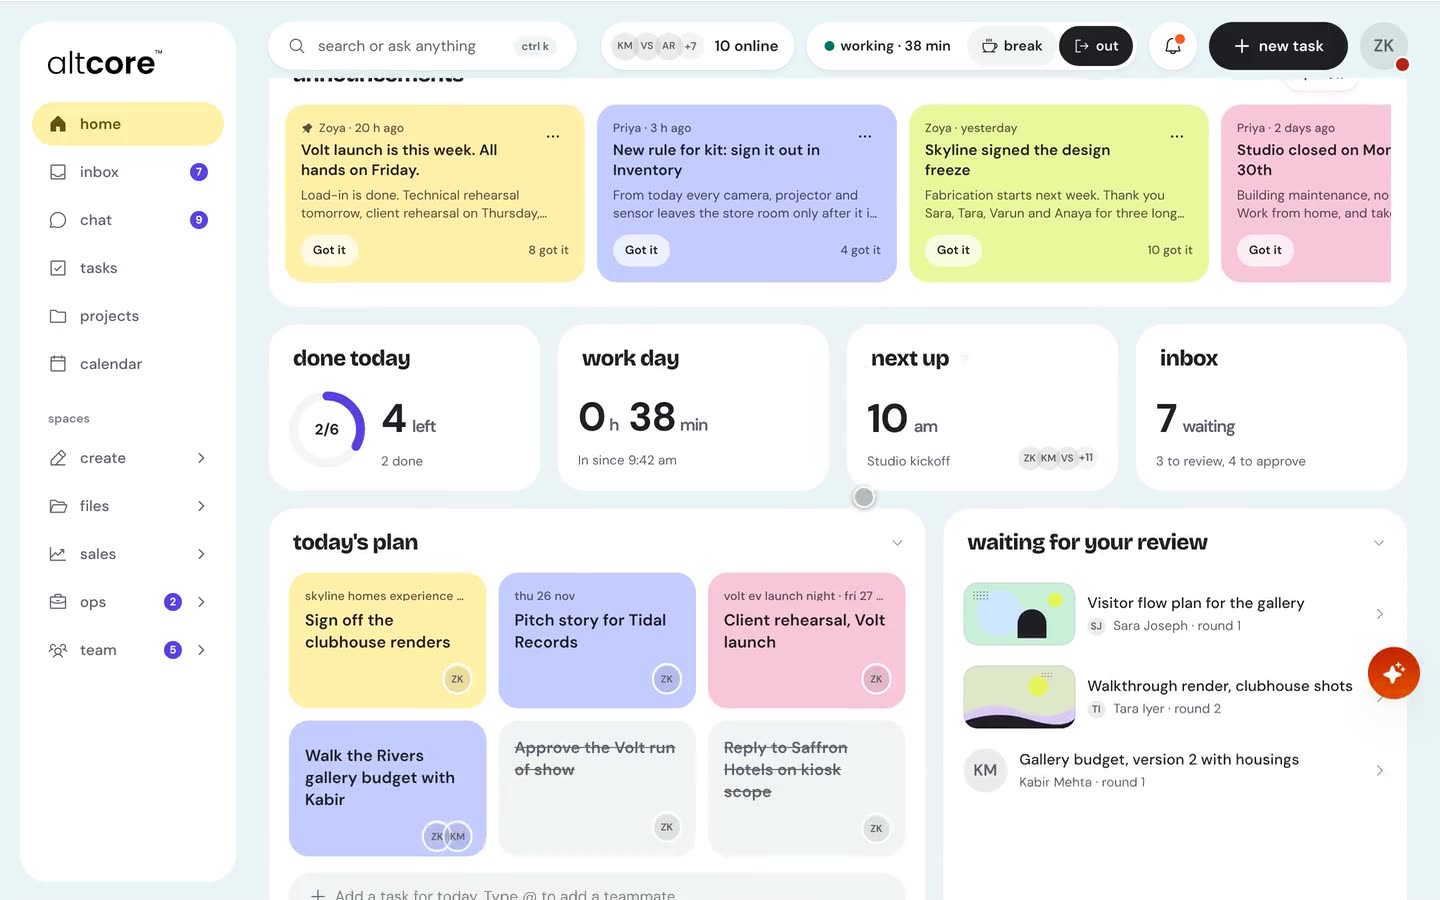 altcore™
home
inbox 7
chat 9
tasks
projects
calendar
spaces
create
files
sales
ops 2
team 5
search or ask anything ctrl k
KM VS AR +7 10 online
working · 38 min
break
out
new task
ZK
announcements
Zoya · 20 h ago
Volt launch is this week. All
hands on Friday.
Load-in is done. Technical rehearsal
tomorrow, client rehearsal on Thursday,...
Got it 8 got it
Priya · 3 h ago
New rule for kit: sign it out in
Inventory
From today every camera, projector and
sensor leaves the store room only after it i...
Got it 4 got it
Zoya · yesterday
Skyline signed the design
freeze
Fabrication starts next week. Thank you
Sara, Tara, Varun and Anaya for three long...
Got it 10 got it
Priya · 2 days ago
Studio closed on Mon
30th
Building maintenance, no
Work from home, and take
Got it
done today
2/6
4 left
2 done
work day
0 h 38 min
In since 9:42 am
next up
10 am
Studio kickoff
ZK KM VS +11
inbox
7 waiting
3 to review, 4 to approve
today's plan
skyline homes experience ...
Sign off the
clubhouse renders
ZK
thu 26 nov
Pitch story for Tidal
Records
ZK
volt ev launch night · fri 27 ...
Client rehearsal, Volt
launch
ZK
Walk the Rivers
gallery budget with
Kabir
ZK KM
Approve the Volt run
of show
ZK
Reply to Saffron
Hotels on kiosk
scope
ZK
Add a task for today. Type @ to add a teammate
waiting for your review
Visitor flow plan for the gallery
SJ Sara Joseph · round 1
Walkthrough render, clubhouse shots
TI Tara Iyer · round 2
KM
Gallery budget, version 2 with housings
Kabir Mehta · round 1